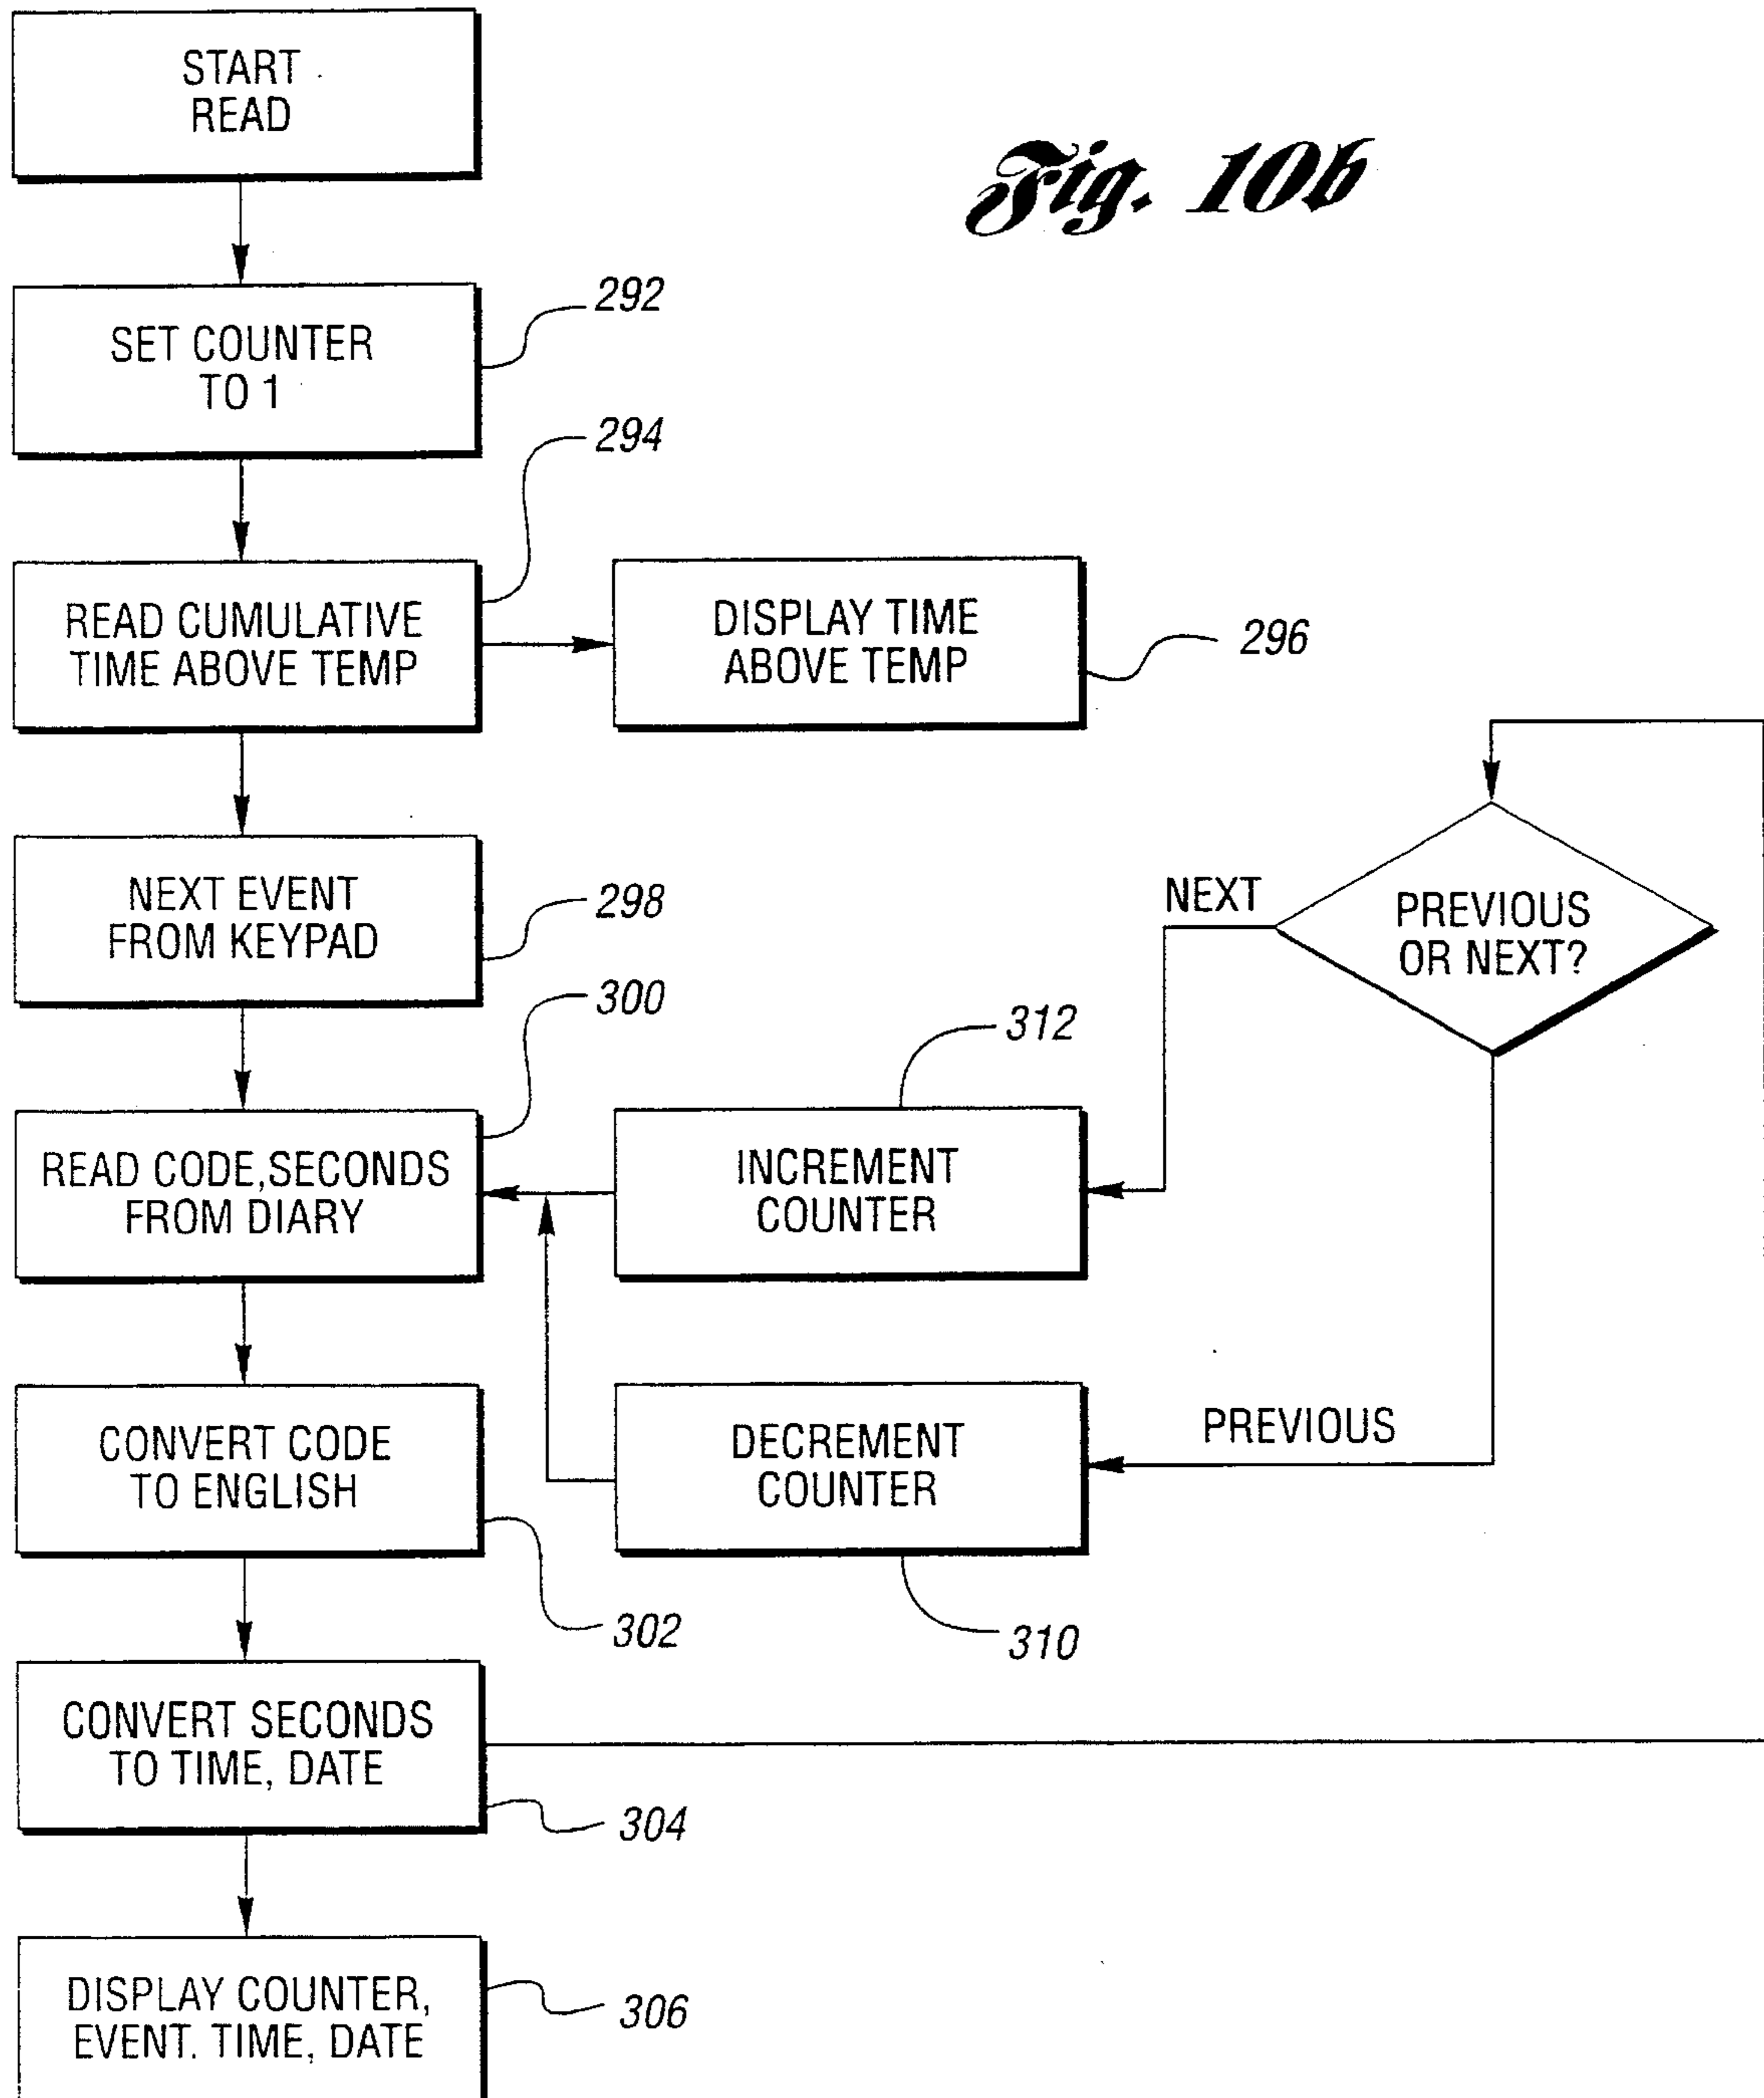 START
READ
Fig. 10b
SET COUNTER
TO 1
292
294
READ CUMULATIVE
TIME ABOVE TEMP
DISPLAY TIME
ABOVE TEMP
296
NEXT EVENT
FROM KEYPAD
298
NEXT
PREVIOUS
OR NEXT?
300
312
READ CODE,SECONDS
FROM DIARY
INCREMENT
COUNTER
CONVERT CODE
TO ENGLISH
DECREMENT
COUNTER
PREVIOUS
302
310
CONVERT SECONDS
TO TIME, DATE
304
DISPLAY COUNTER,
EVENT. TIME, DATE
306